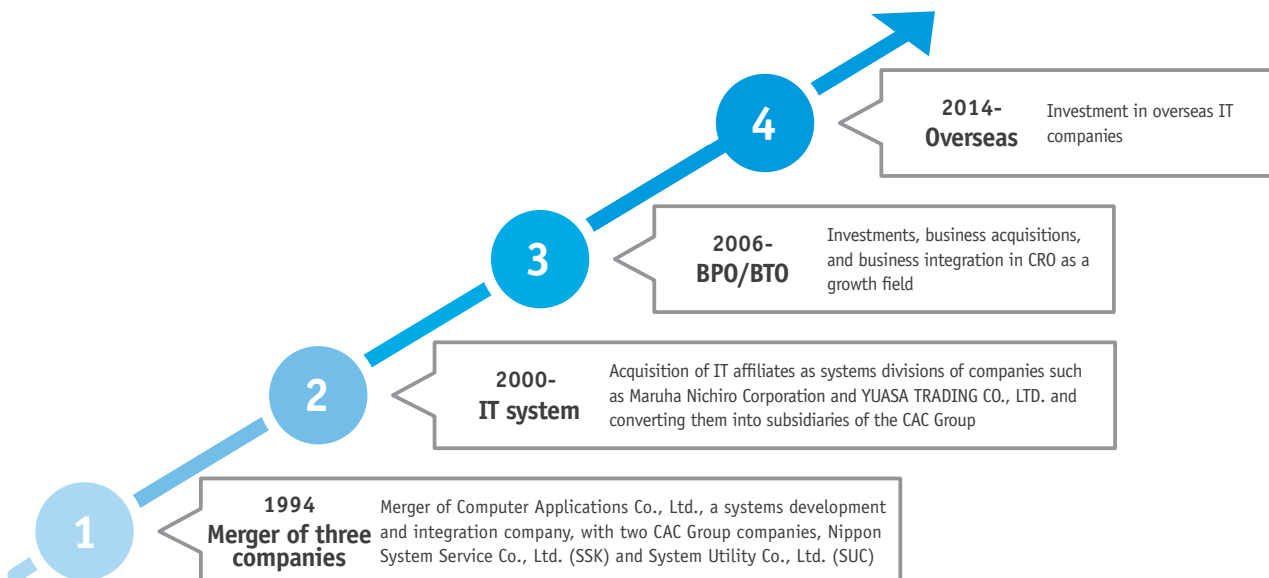 4
2014-
Overseas
Investment in overseas IT
companies
3
2006-
BPO/BTO
Investments, business acquisitions,
and business integration in CRO as a
growth field
2
2000-
IT system
Acquisition of IT affiliates as systems divisions of companies such
as Maruha Nichiro Corporation and YUASA TRADING CO., LTD. and
converting them into subsidiaries of the CAC Group
1
1994
Merger of three
companies
Merger of Computer Applications Co., Ltd., a systems development
and integration company, with two CAC Group companies, Nippon
System Service Co., Ltd. (SSK) and System Utility Co., Ltd. (SUC)